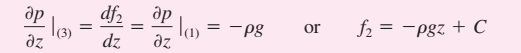 ∂p/∂z |(3) = df₂/dz = ∂p/∂z |(1) = −ρg or f₂ = −ρgz + C